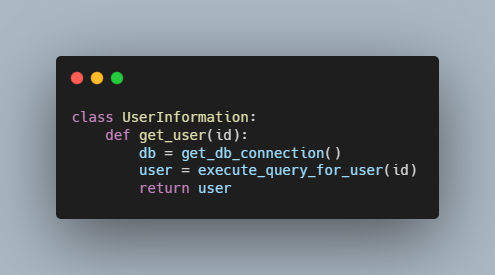 class UserInformation:
    def get_user(id):
        db = get_db_connection()
        user = execute_query_for_user(id)
        return user